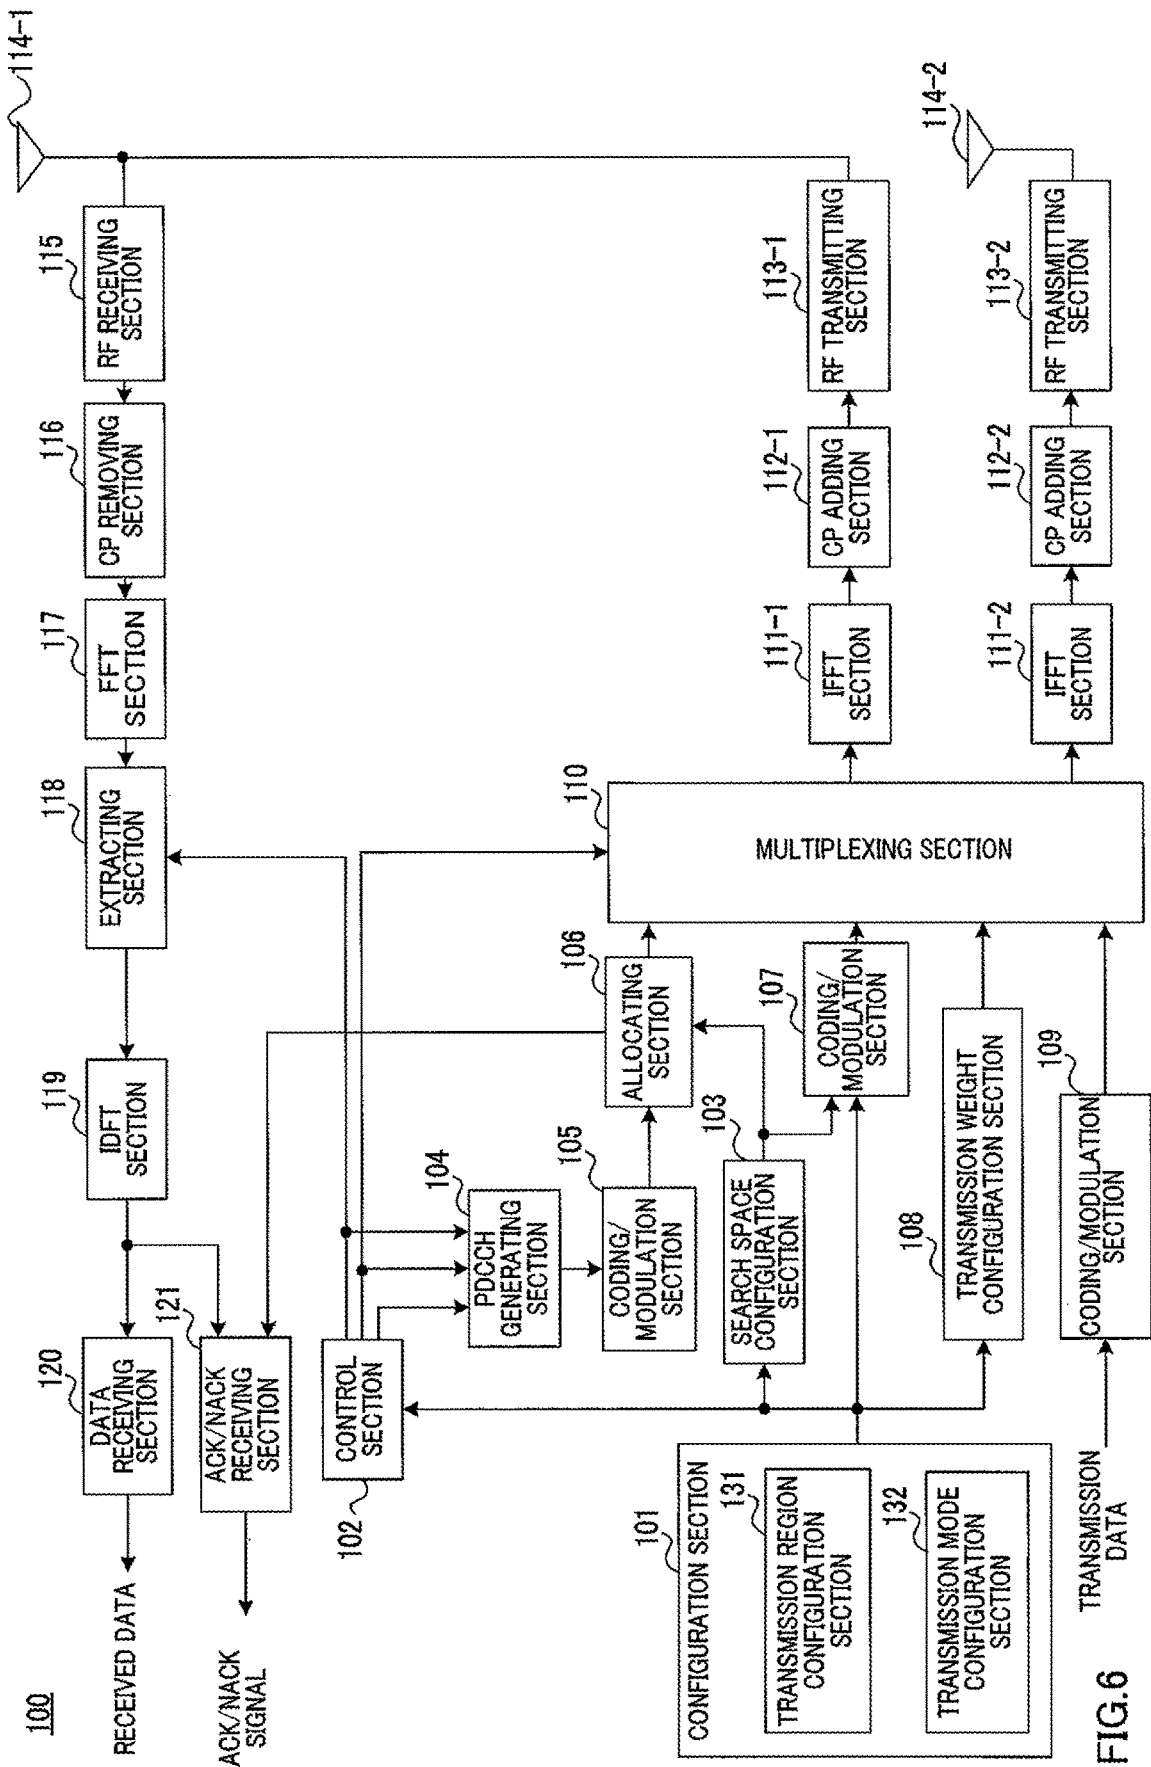 100
RECEIVED DATA
ACK/NACK
SIGNAL
120
DATA
RECEIVING
SECTION
121
ACK/NACK
RECEIVING
SECTION
119
IDFT
SECTION
118
EXTRACTING
SECTION
117
FFT
SECTION
116
CP REMOVING
SECTION
115
RF RECEIVING
SECTION
114-1
102
CONTROL
SECTION
104
PDCCH
GENERATING
SECTION
105
CODING/
MODULATION
SECTION
106
ALLOCATING
SECTION
103
SEARCH SPACE
CONFIGURATION
SECTION
107
CODING/
MODULATION
SECTION
110
MULTIPLEXING SECTION
111-1
IFFT
SECTION
112-1
CP ADDING
SECTION
113-1
RF TRANSMITTING
SECTION
101
CONFIGURATION SECTION
131
TRANSMISSION REGION
CONFIGURATION
SECTION
132
TRANSMISSION MODE
CONFIGURATION
SECTION
108
TRANSMISSION WEIGHT
CONFIGURATION SECTION
TRANSMISSION
DATA
109
CODING/MODULATION
SECTION
111-2
IFFT
SECTION
112-2
CP ADDING
SECTION
113-2
RF TRANSMITTING
SECTION
114-2
FIG.6